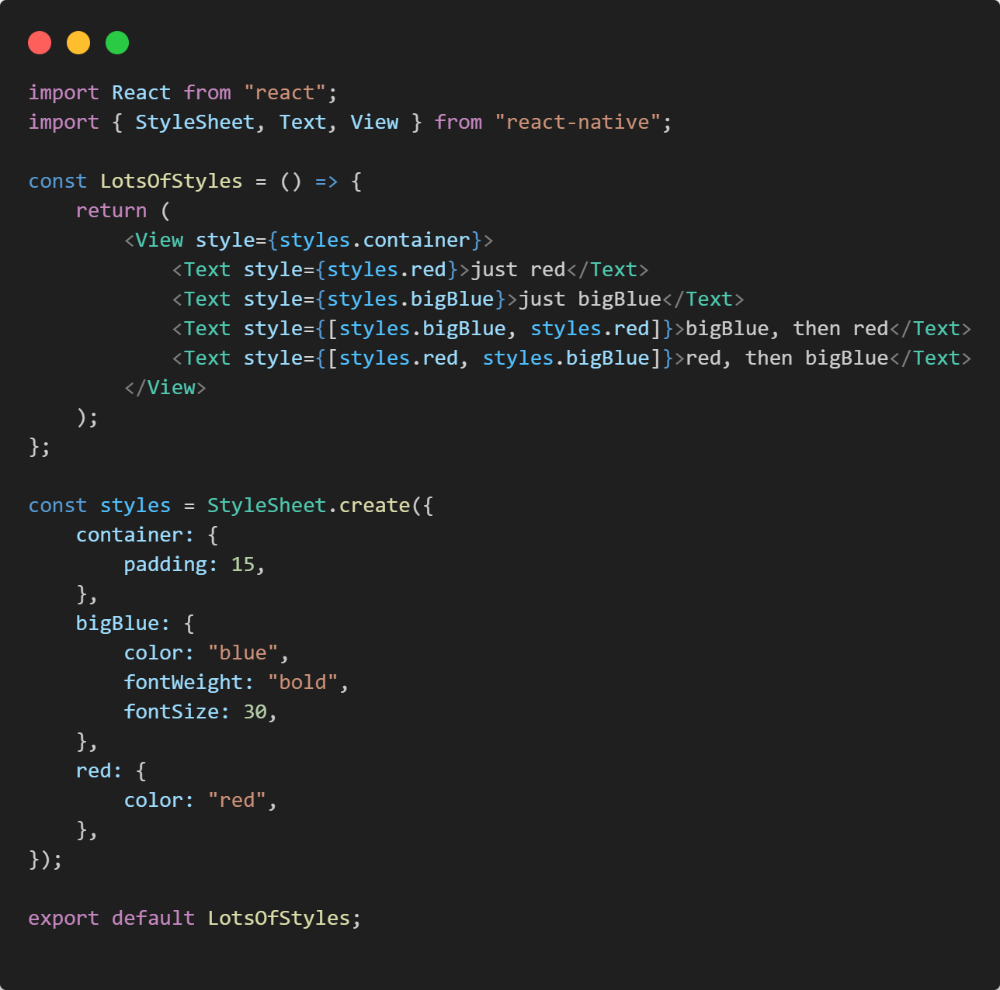 import React from "react";
import { StyleSheet, Text, View } from "react-native";

const LotsOfStyles = () => {
    return (
        <View style={styles.container}>
            <Text style={styles.red}>just red</Text>
            <Text style={styles.bigBlue}>just bigBlue</Text>
            <Text style={[styles.bigBlue, styles.red]}>bigBlue, then red</Text>
            <Text style={[styles.red, styles.bigBlue]}>red, then bigBlue</Text>
        </View>
    );
};

const styles = StyleSheet.create({
    container: {
        padding: 15,
    },
    bigBlue: {
        color: "blue",
        fontWeight: "bold",
        fontSize: 30,
    },
    red: {
        color: "red",
    },
});

export default LotsOfStyles;